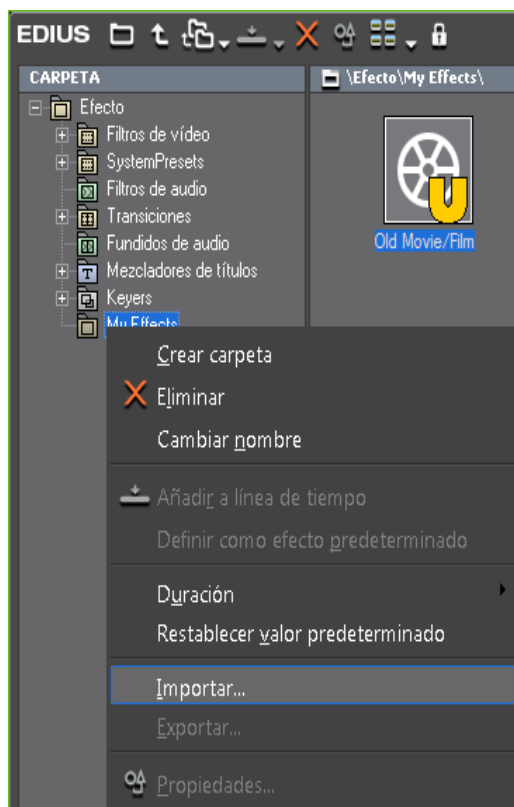 EDIUS
CARPETA
\Efecto\My Effects\
Efecto
Filtros de vídeo
SystemPresets
Filtros de audio
Transiciones
Fundidos de audio
Mezcladores de títulos
Keyers
My Effects
U
Old Movie/Film
Crear carpeta
Eliminar
Cambiar nombre
Añadir a línea de tiempo
Definir como efecto predeterminado
Duración
Restablecer valor predeterminado
Importar...
Exportar...
Propiedades...